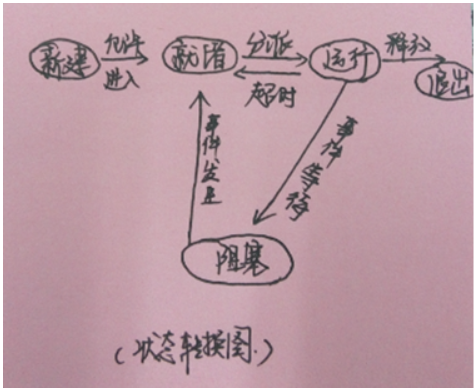 新建
允许
进入
就绪
分派
超时
运行
释放
退出
事件发生
事件等待
阻塞
(状态转换图.)